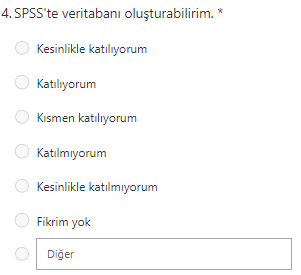 4. SPSS'te veritabanı oluşturabilirim. *
Kesinlikle katılıyorum
Katılıyorum
Kısmen katılıyorum
Katılmıyorum
Kesinlikle katılmıyorum
Fikrim yok
Diğer